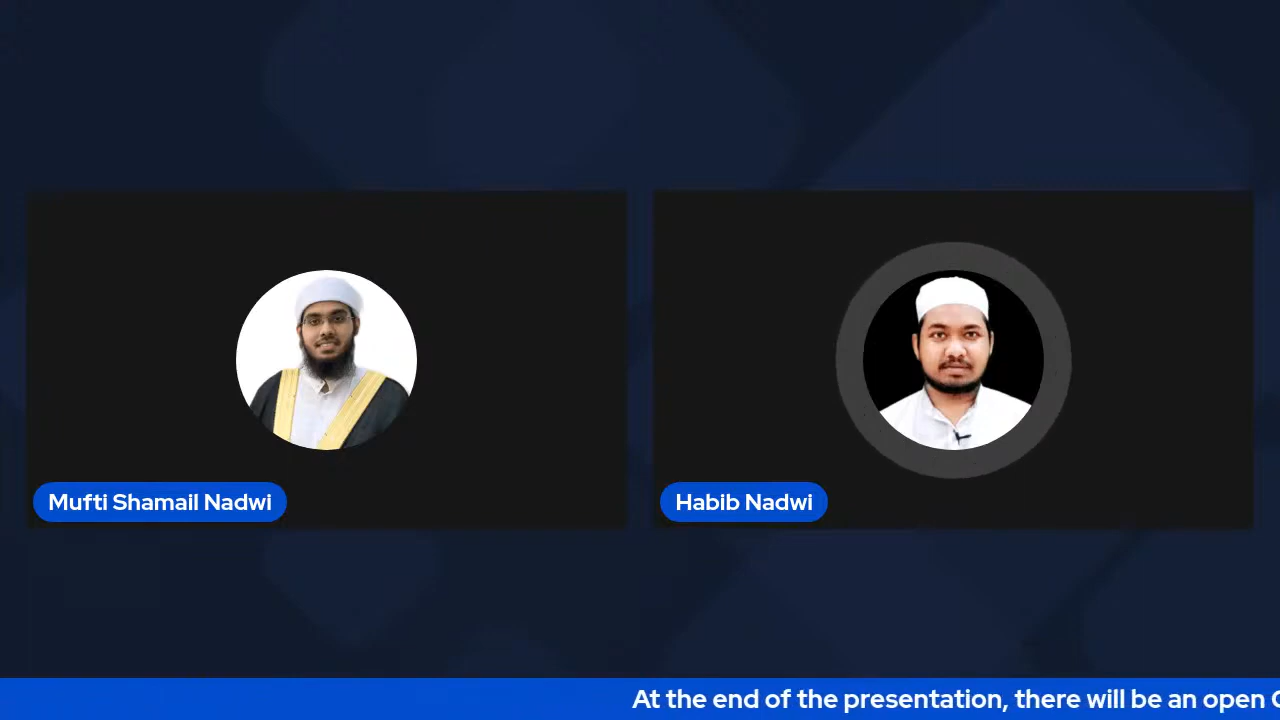 Mufti Shamail Nadwi
Habib Nadwi
At the end of the presentation, there will be an open